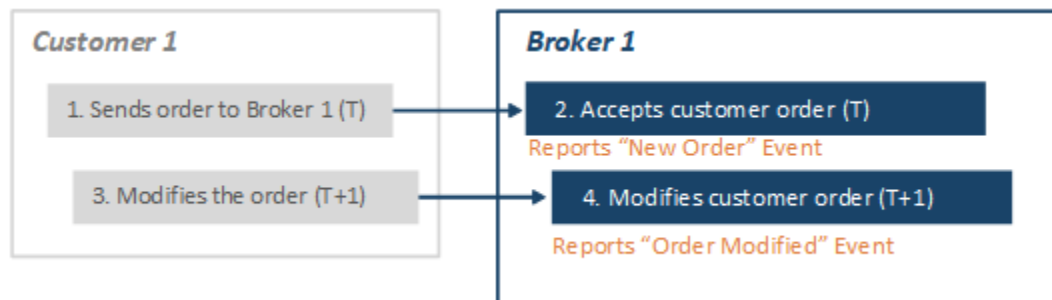 Customer 1
Broker 1
1. Sends order to Broker 1 (T)
2. Accepts customer order (T)
Reports “New Order” Event
3. Modifies the order (T+1)
4. Modifies customer order (T+1)
Reports “Order Modified” Event